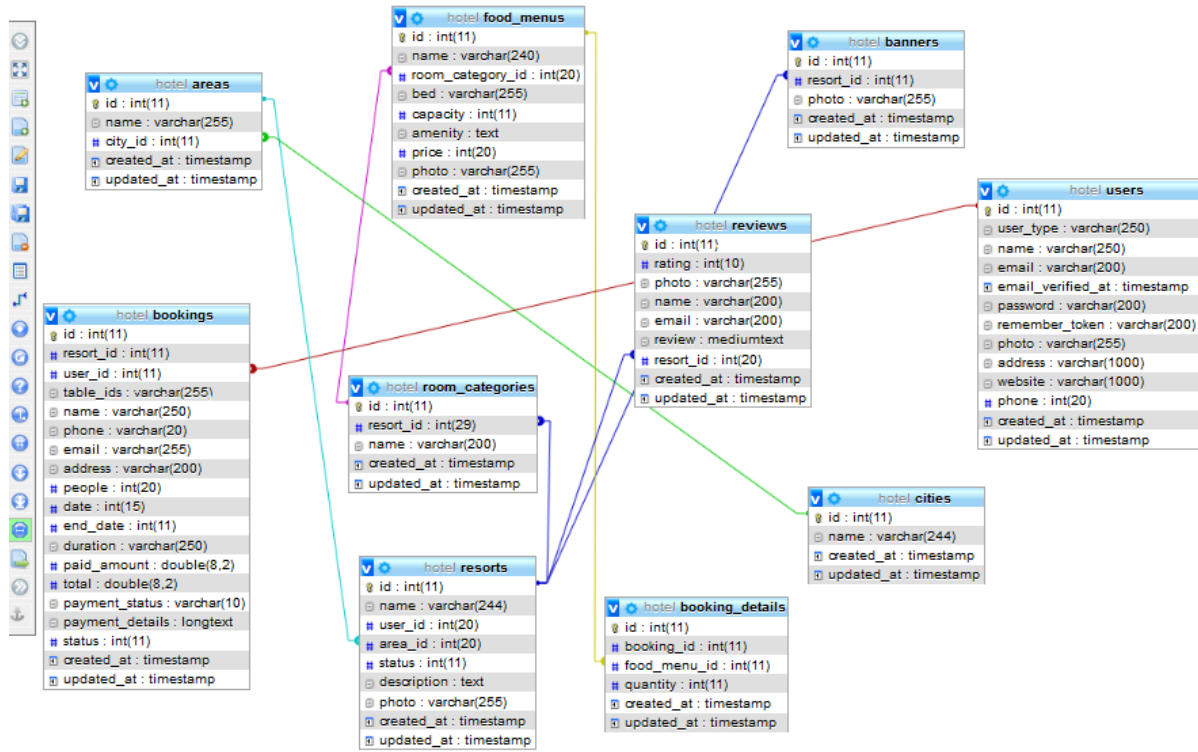 hotel food_menus
id : int(11)
name : varchar(240)
room_category_id : int(20)
bed : varchar(255)
capacity : int(11)
amenity : text
price : int(20)
photo : varchar(255)
created_at : timestamp
updated_at : timestamp
hotel banners
id : int(11)
resort_id : int(11)
photo : varchar(255)
created_at : timestamp
updated_at : timestamp
hotel areas
id : int(11)
name : varchar(255)
city_id : int(11)
created_at : timestamp
updated_at : timestamp
hotel users
id : int(11)
user_type : varchar(250)
name : varchar(250)
email : varchar(200)
email_verified_at : timestamp
password : varchar(200)
remember_token : varchar(200)
photo : varchar(255)
address : varchar(1000)
website : varchar(1000)
phone : int(20)
created_at : timestamp
updated_at : timestamp
hotel reviews
id : int(11)
rating : int(10)
photo : varchar(255)
name : varchar(200)
email : varchar(200)
review : mediumtext
resort_id : int(20)
created_at : timestamp
updated_at : timestamp
hotel bookings
id : int(11)
resort_id : int(11)
user_id : int(11)
table_ids : varchar(255)
name : varchar(250)
phone : varchar(20)
email : varchar(255)
address : varchar(200)
people : int(20)
date : int(15)
end_date : int(11)
duration : varchar(250)
paid_amount : double(8,2)
total : double(8,2)
payment_status : varchar(10)
payment_details : longtext
status : int(11)
created_at : timestamp
updated_at : timestamp
hotel room_categories
id : int(11)
resort_id : int(29)
name : varchar(200)
created_at : timestamp
updated_at : timestamp
hotel cities
id : int(11)
name : varchar(244)
created_at : timestamp
updated_at : timestamp
hotel resorts
id : int(11)
name : varchar(244)
user_id : int(20)
area_id : int(20)
status : int(11)
description : text
photo : varchar(255)
created_at : timestamp
updated_at : timestamp
hotel booking_details
id : int(11)
booking_id : int(11)
food_menu_id : int(11)
quantity : int(11)
created_at : timestamp
updated_at : timestamp